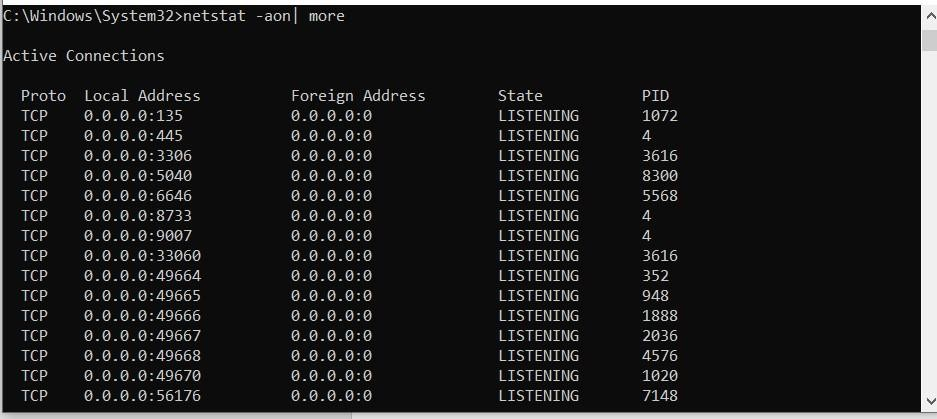 C:\Windows\System32>netstat -aon| more
Active Connections
Proto Local Address Foreign Address State PID
TCP 0.0.0.0:135 0.0.0.0:0 LISTENING 1072
TCP 0.0.0.0:445 0.0.0.0:0 LISTENING 4
TCP 0.0.0.0:3306 0.0.0.0:0 LISTENING 3616
TCP 0.0.0.0:5040 0.0.0.0:0 LISTENING 8300
TCP 0.0.0.0:6646 0.0.0.0:0 LISTENING 5568
TCP 0.0.0.0:8733 0.0.0.0:0 LISTENING 4
TCP 0.0.0.0:9007 0.0.0.0:0 LISTENING 4
TCP 0.0.0.0:33060 0.0.0.0:0 LISTENING 3616
TCP 0.0.0.0:49664 0.0.0.0:0 LISTENING 352
TCP 0.0.0.0:49665 0.0.0.0:0 LISTENING 948
TCP 0.0.0.0:49666 0.0.0.0:0 LISTENING 1888
TCP 0.0.0.0:49667 0.0.0.0:0 LISTENING 2036
TCP 0.0.0.0:49668 0.0.0.0:0 LISTENING 4576
TCP 0.0.0.0:49670 0.0.0.0:0 LISTENING 1020
TCP 0.0.0.0:56176 0.0.0.0:0 LISTENING 7148